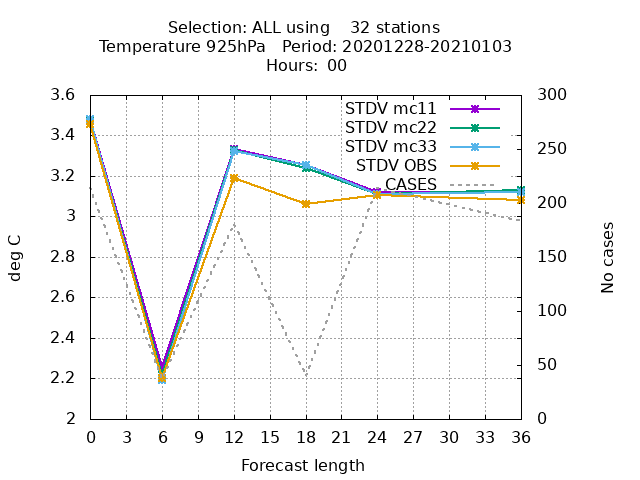 Selection: ALL using    32 stations
Temperature 925hPa   Period: 20201228-20210103
Hours: 00
STDV mc11
STDV mc22
STDV mc33
STDV OBS
CASES
deg C
3.6
3.4
3.2
3
2.8
2.6
2.4
2.2
2
300
250
200
150
100
50
0
No cases
0 3 6 9 12 15 18 21 24 27 30 33 36
Forecast length